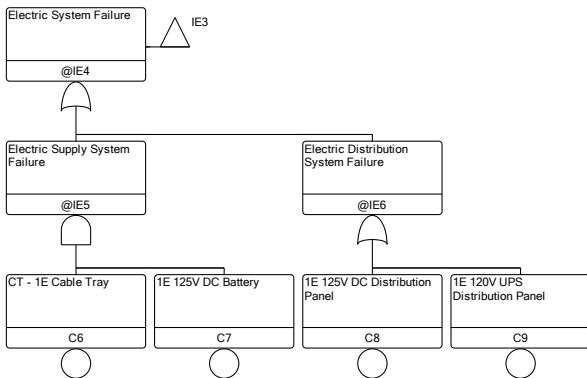 Electric System Failure
IE3
@IE4
Electric Supply System
Failure
Electric Distribution
System Failure
@IE5
@IE6
CT - 1E Cable Tray
1E 125V DC Battery
1E 125V DC Distribution
Panel
1E 120V UPS
Distribution Panel
C6
C7
C8
C9